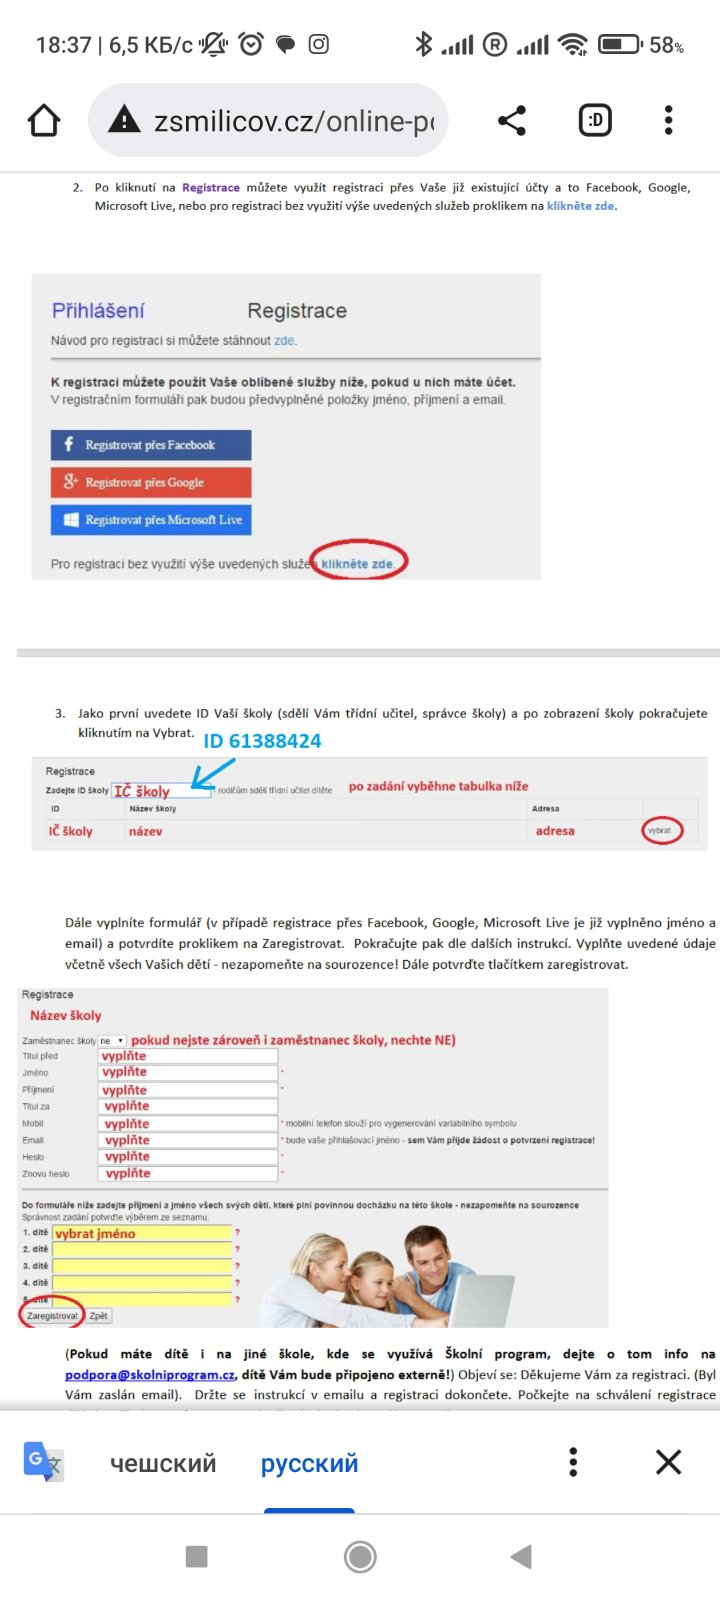 18:37 | 6,5 КБ/с
58%
zsmilicov.cz/online-po
:D
2. Po kliknutí na Registrace můžete využít registraci přes Vaše již existující účty a to Facebook, Google,
Microsoft Live, nebo pro registraci bez využití výše uvedených služeb proklikem na klikněte zde.
Přihlášení Registrace
Návod pro registraci si můžete stáhnout zde.
K registraci můžete použít Vaše oblíbené služby níže, pokud u nich máte účet.
V registračním formuláři pak budou předvyplněné položky jméno, příjmení a email.
Registrovat přes Facebook
Registrovat přes Google
Registrovat přes Microsoft Live
Pro registraci bez využití výše uvedených služeb klikněte zde.
3. Jako první uvedete ID Vaší školy (sdělí Vám třídní učitel, správce školy) a po zobrazení školy pokračujete
kliknutím na Vybrat.
ID 61388424
Registrace
Zadejte ID školy IČ školy rodičům sdělí třídní učitel dítěte po zadání vyběhne tabulka níže
ID Název školy Adresa
IČ školy název adresa vybrat
Dále vyplníte formulář (v případě registrace přes Facebook, Google, Microsoft Live je již vyplněno jméno a
email) a potvrdíte proklikem na Zaregistrovat. Pokračujte pak dle dalších instrukcí. Vyplňte uvedené údaje
včetně všech Vašich dětí - nezapomeňte na sourozence! Dále potvrďte tlačítkem zaregistrovat.
Registrace
Název školy
Zaměstnanec školy ne pokud nejste zároveň i zaměstnanec školy, nechte NE)
Titul před vyplňte
Jméno vyplňte *
Příjmení vyplňte *
Titul za vyplňte
Mobil vyplňte * mobilní telefon slouží pro vygenerování variabilního symbolu
Email vyplňte * bude vaše přihlašovací jméno - sem Vám přijde žádost o potvrzení registrace!
Heslo vyplňte *
Znovu heslo vyplňte *
Do formuláře níže zadejte příjmení a jméno všech svých dětí, které plní povinnou docházku na této škole - nezapomeňte na sourozence
Správnost zadání potvrďte výběrem ze seznamu.
1. dítě vybrat jméno ?
2. dítě ?
3. dítě ?
4. dítě ?
5. dítě ?
Zaregistrovat Zpět
(Pokud máte dítě i na jiné škole, kde se využívá Školní program, dejte o tom info na
podpora@skolniprogram.cz, dítě Vám bude připojeno externě!) Objeví se: Děkujeme Vám za registraci. (Byl
Vám zaslán email). Držte se instrukcí v emailu a registraci dokončete. Počkejte na schválení registrace
чешский русский